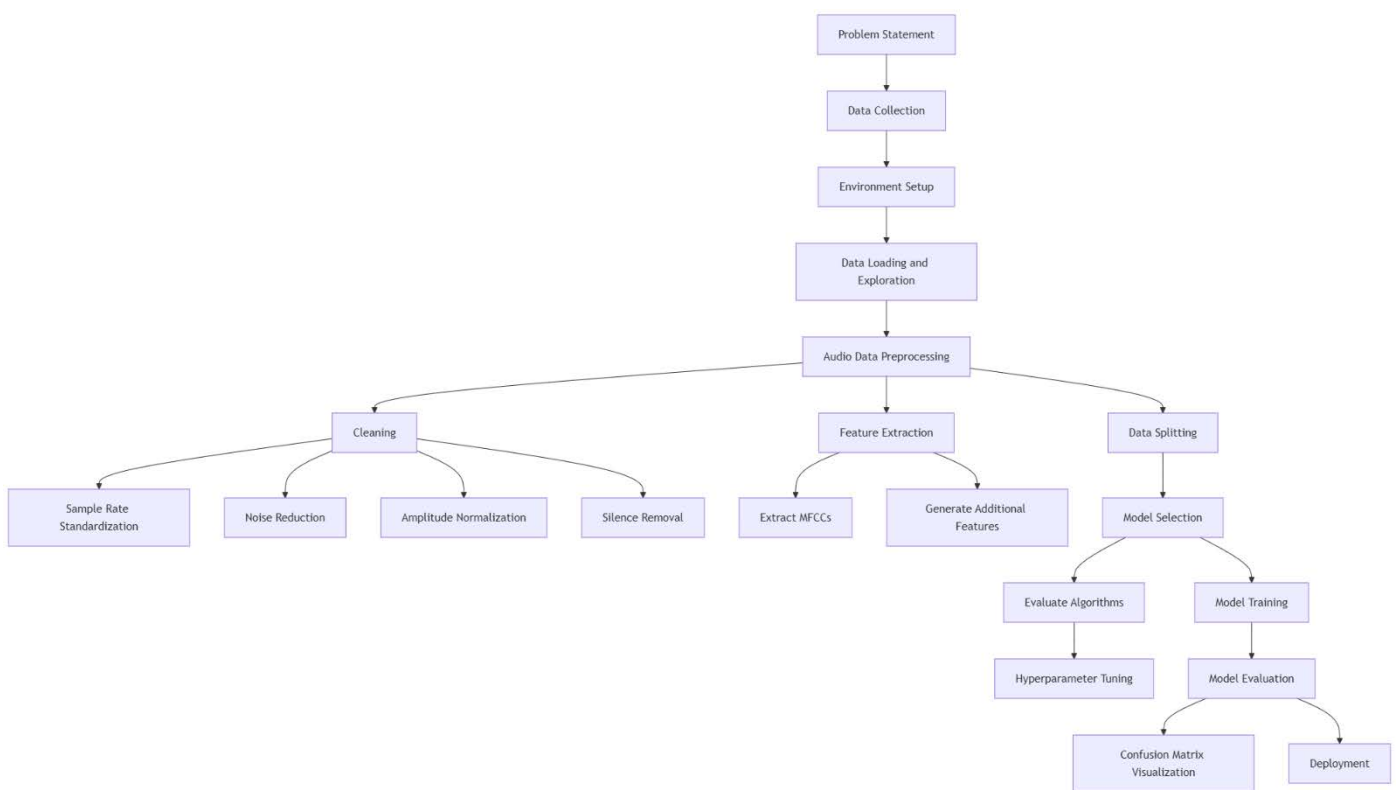 Problem Statement
Data Collection
Environment Setup
Data Loading and
Exploration
Audio Data Preprocessing
Cleaning
Feature Extraction
Data Splitting
Sample Rate
Standardization
Noise Reduction
Amplitude Normalization
Silence Removal
Extract MFCCs
Generate Additional
Features
Model Selection
Evaluate Algorithms
Model Training
Hyperparameter Tuning
Model Evaluation
Confusion Matrix
Visualization
Deployment